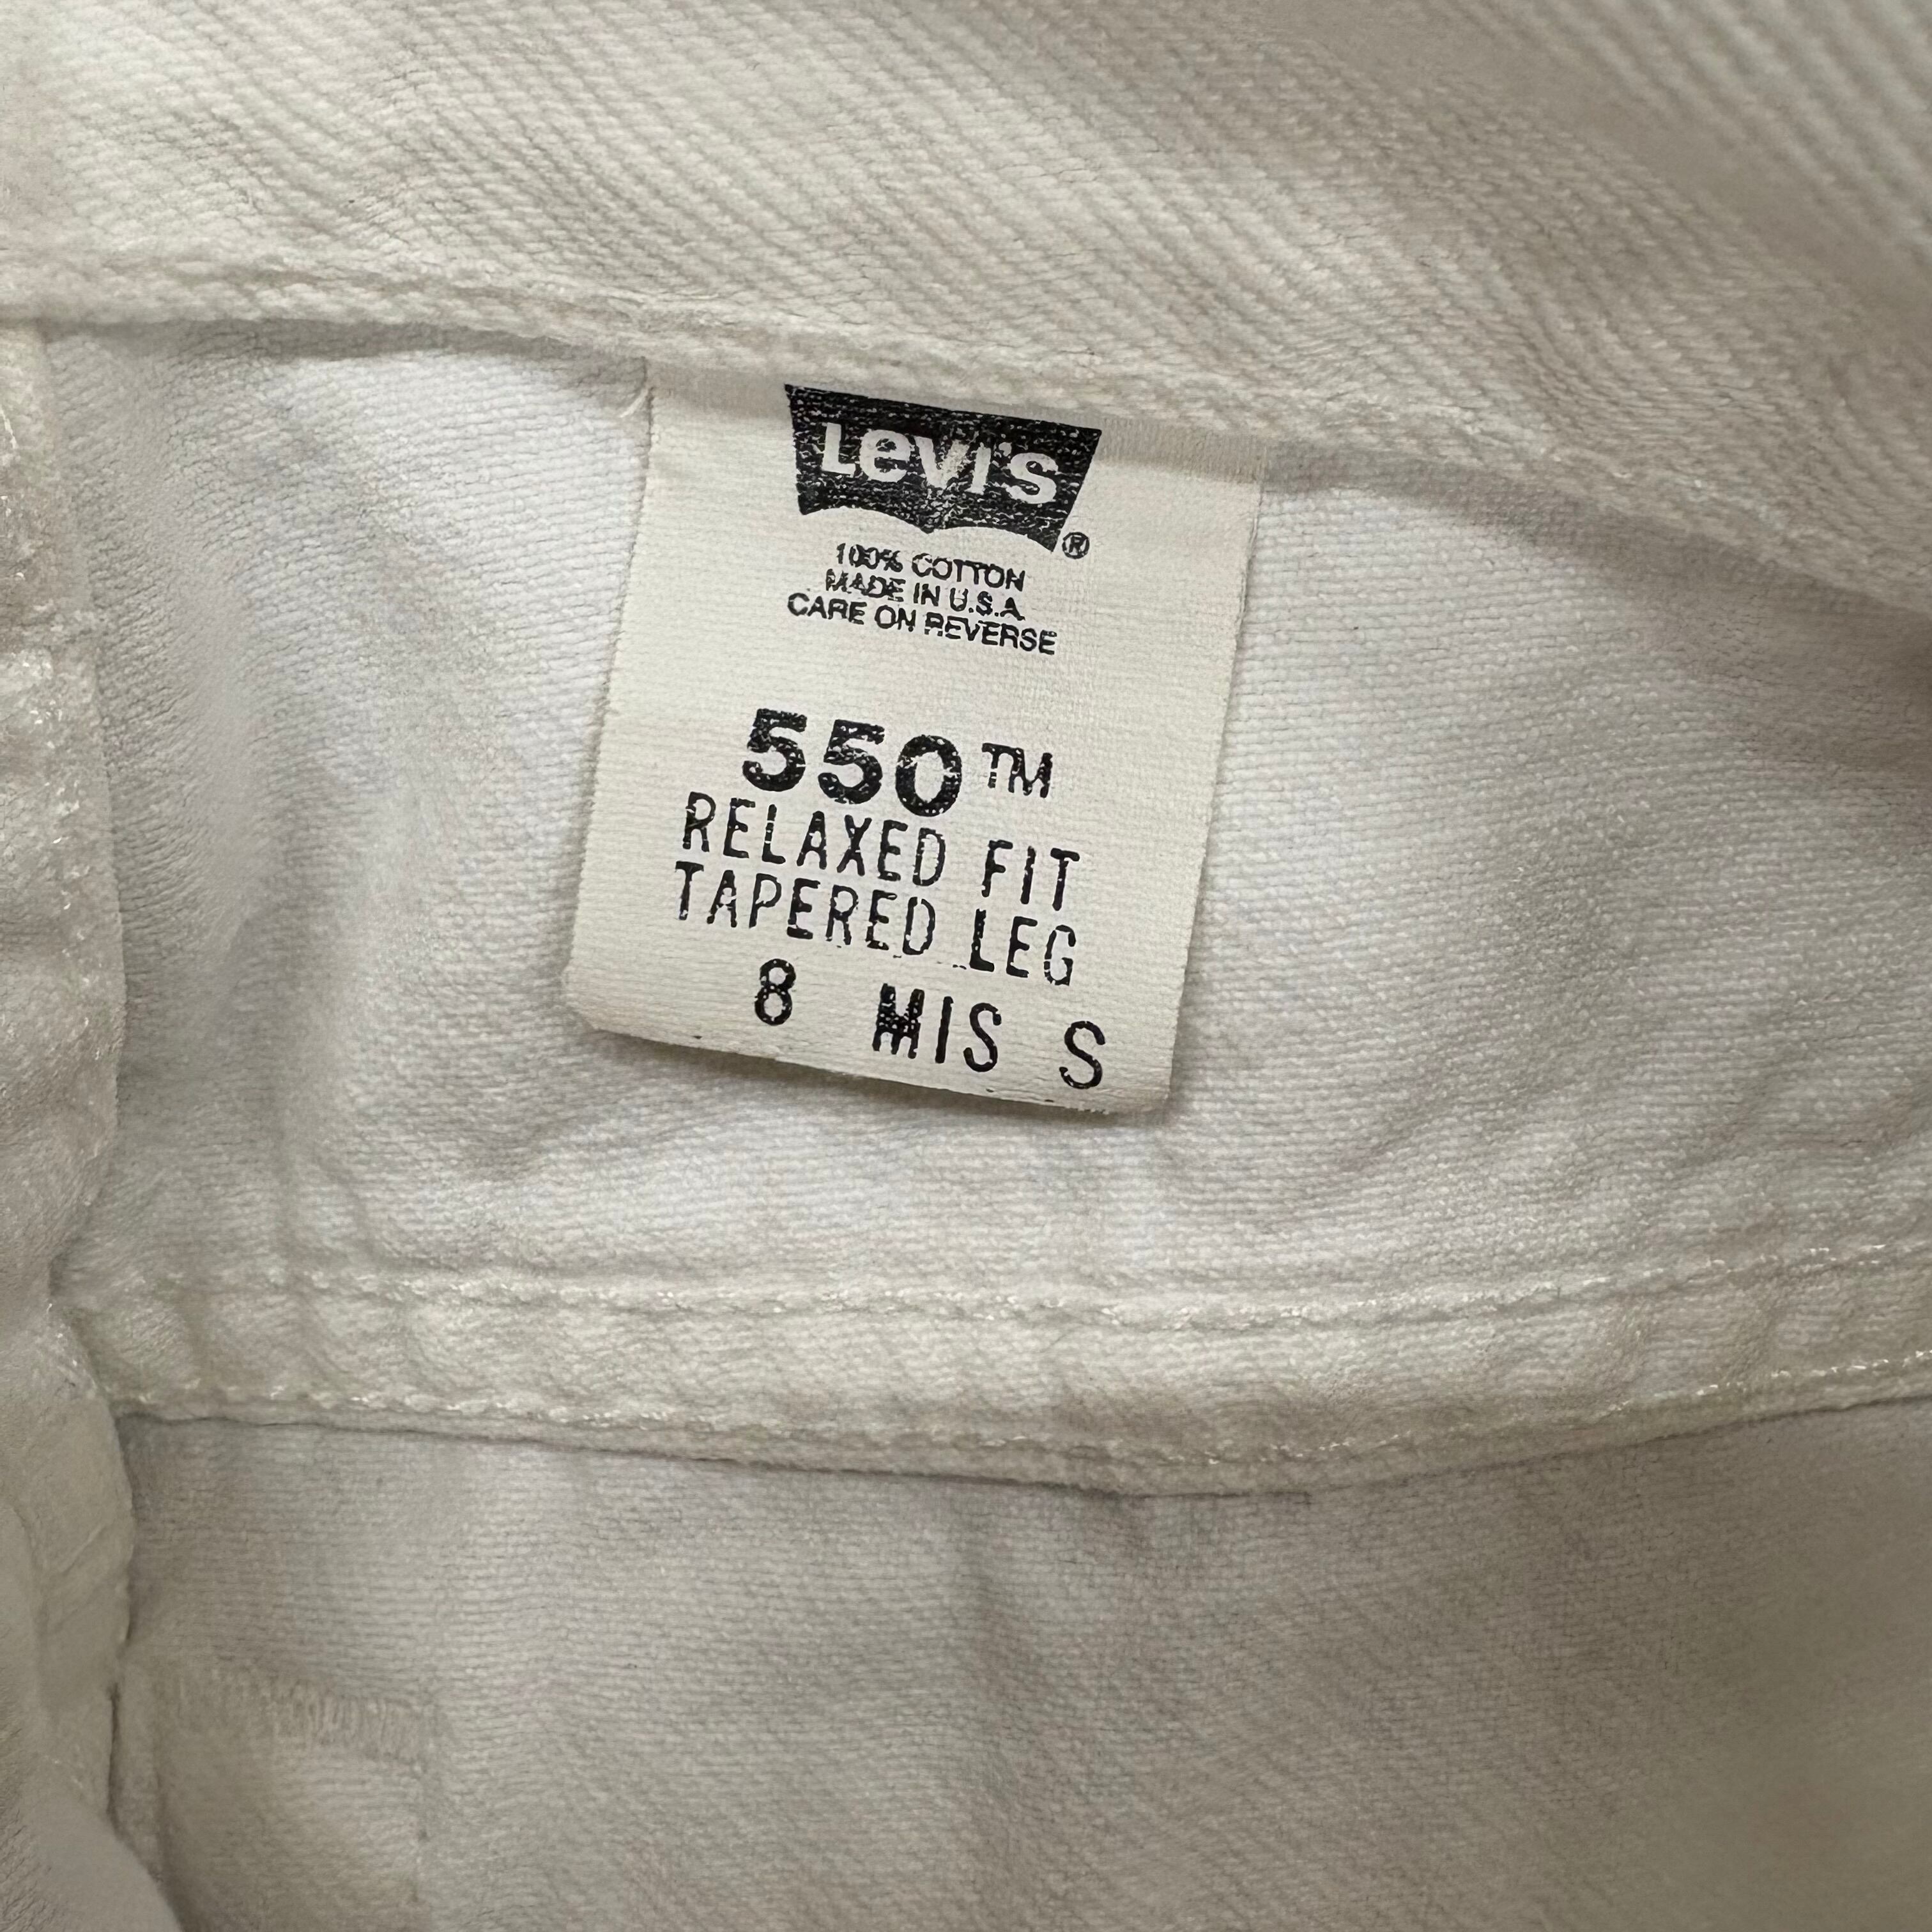 Levi's ®
100% COTTON
MADE IN U.S.A.
CARE ON REVERSE
550™
RELAXED FIT
TAPERED LEG
8 MIS S